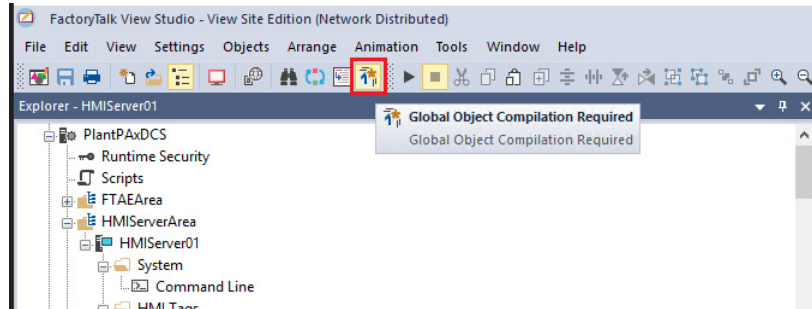 FactoryTalk View Studio - View Site Edition (Network Distributed)
File Edit View Settings Objects Arrange Animation Tools Window Help
Explorer - HMIServer01
Global Object Compilation Required
Global Object Compilation Required
PlantPAxDCS
Runtime Security
Scripts
FTAEArea
HMIServerArea
HMIServer01
System
Command Line
HMI Tags